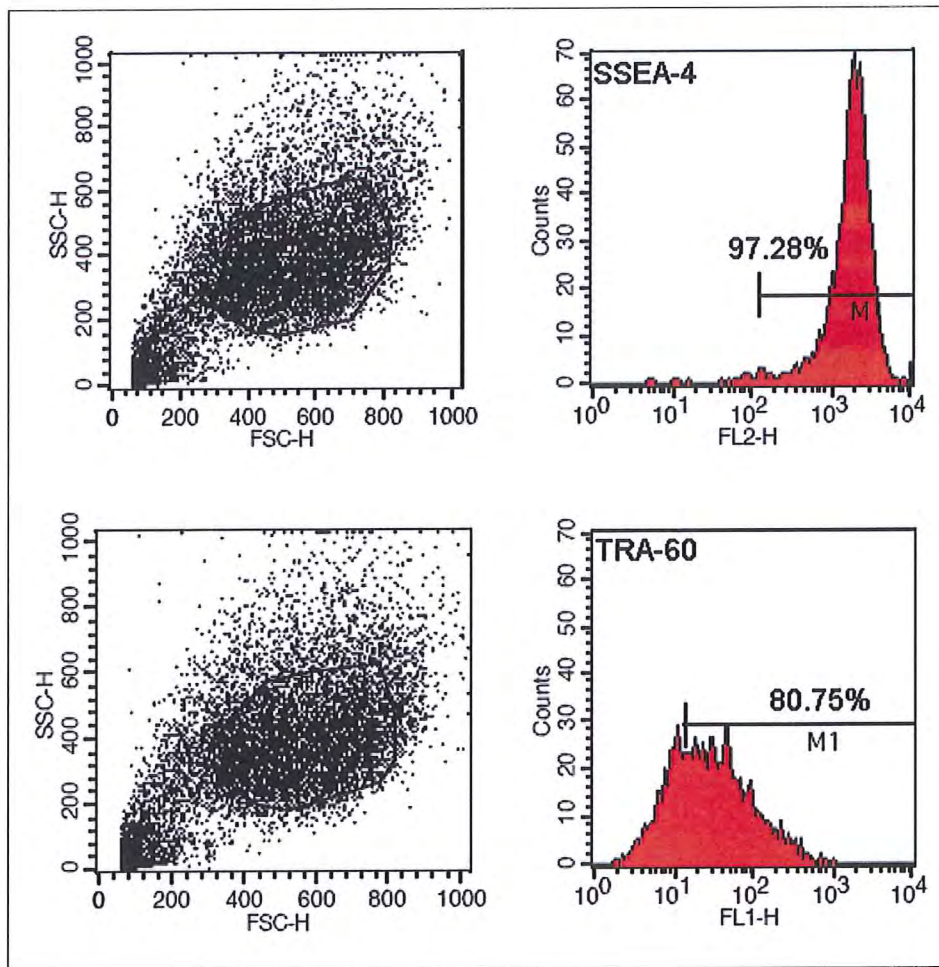 SSC-H
0 200 400 600 800 1000
0 200 400 600 800 1000
FSC-H
SSEA-4
Counts
0 10 20 30 40 50 60 70
97.28%
M
10^0 10^1 10^2 10^3 10^4
FL2-H
SSC-H
0 200 400 600 800 1000
0 200 400 600 800 1000
FSC-H
TRA-60
Counts
0 10 20 30 40 50 60 70
80.75%
M1
10^0 10^1 10^2 10^3 10^4
FL1-H